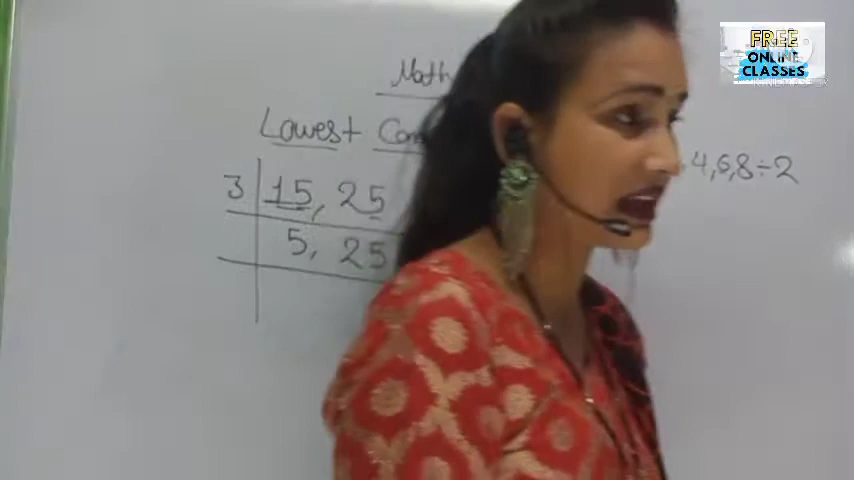 Math
Lowest Com
3 15, 25
5, 25
4,6,8÷2
FREE
ONLINE
CLASSES